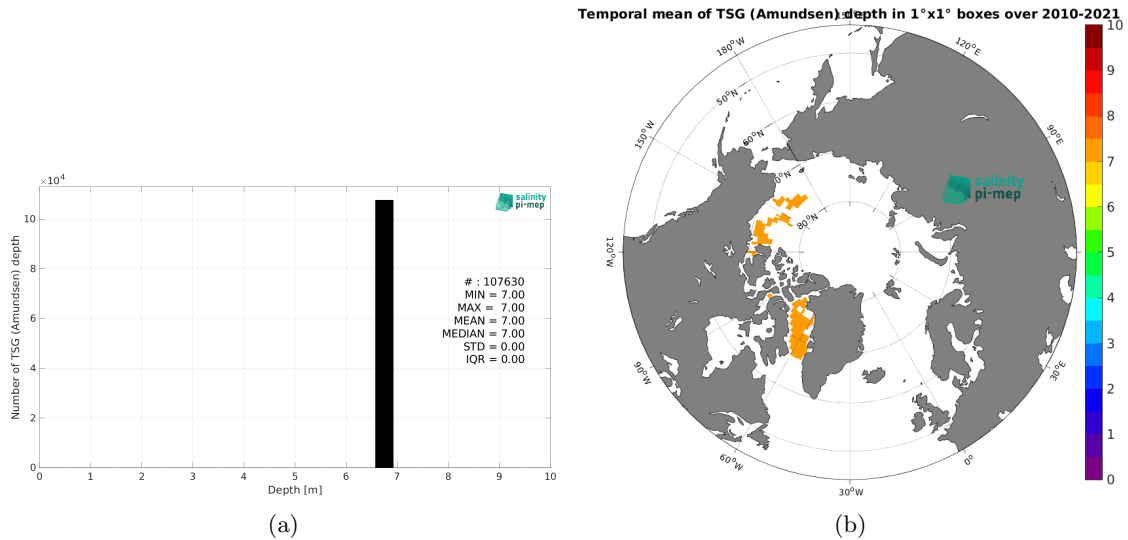 Temporal mean of TSG (Amundsen) depth in 1°x1° boxes over 2010-2021
×10⁴
Number of TSG (Amundsen) depth
10
8
6
4
2
0
salinity
pi-mep
# : 107630
MIN = 7.00
MAX = 7.00
MEAN = 7.00
MEDIAN = 7.00
STD = 0.00
IQR = 0.00
0 1 2 3 4 5 6 7 8 9 10
Depth [m]
(a)
180°W
120°E
150°W
50°N
60°N
0°N
80°N
90°E
120°W
90°W
30°E
60°W
0°
30°W
salinity
pi-mep
10
9
8
7
6
5
4
3
2
1
0
(b)